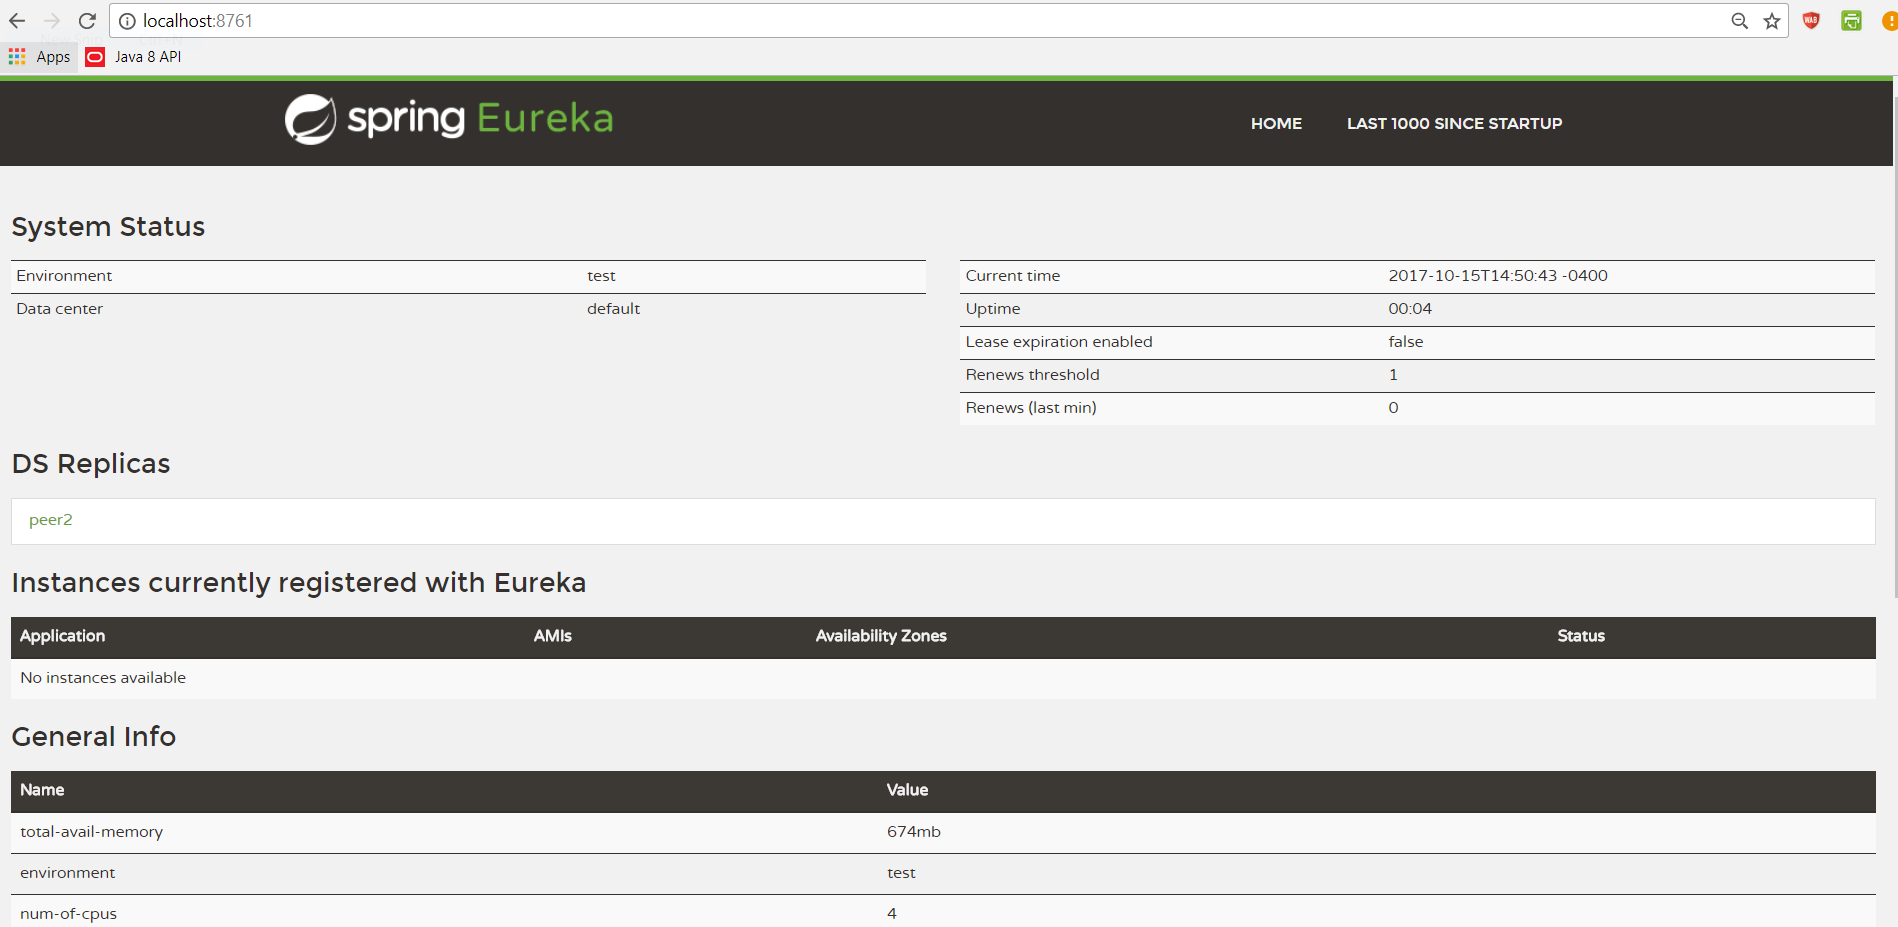 localhost:8761
Apps Java 8 API
spring Eureka
HOME LAST 1000 SINCE STARTUP
System Status
Environment test
Data center default
Current time 2017-10-15T14:50:43 -0400
Uptime 00:04
Lease expiration enabled false
Renews threshold 1
Renews (last min) 0
DS Replicas
peer2
Instances currently registered with Eureka
Application AMIs Availability Zones Status
No instances available
General Info
Name Value
total-avail-memory 674mb
environment test
num-of-cpus 4